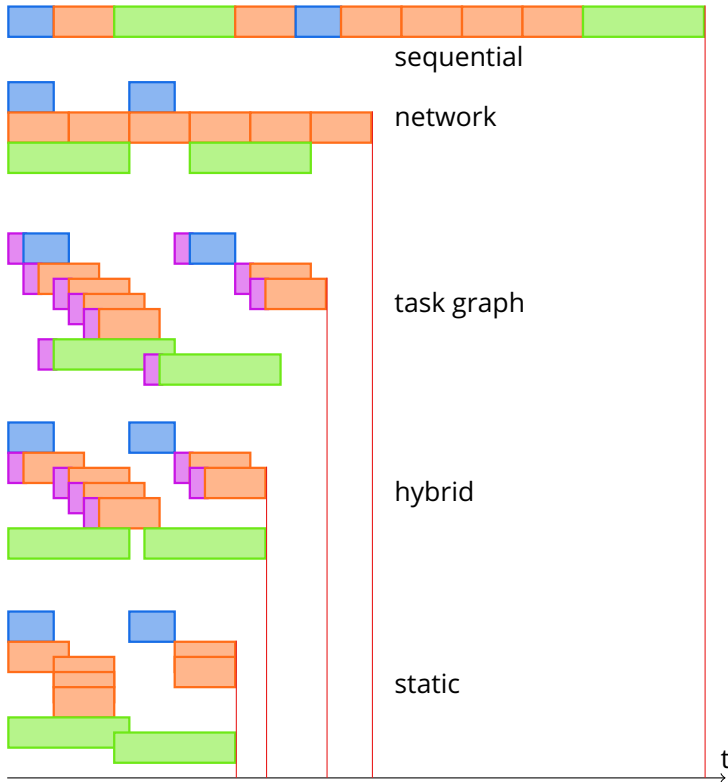 sequential
network
task graph
hybrid
static
t